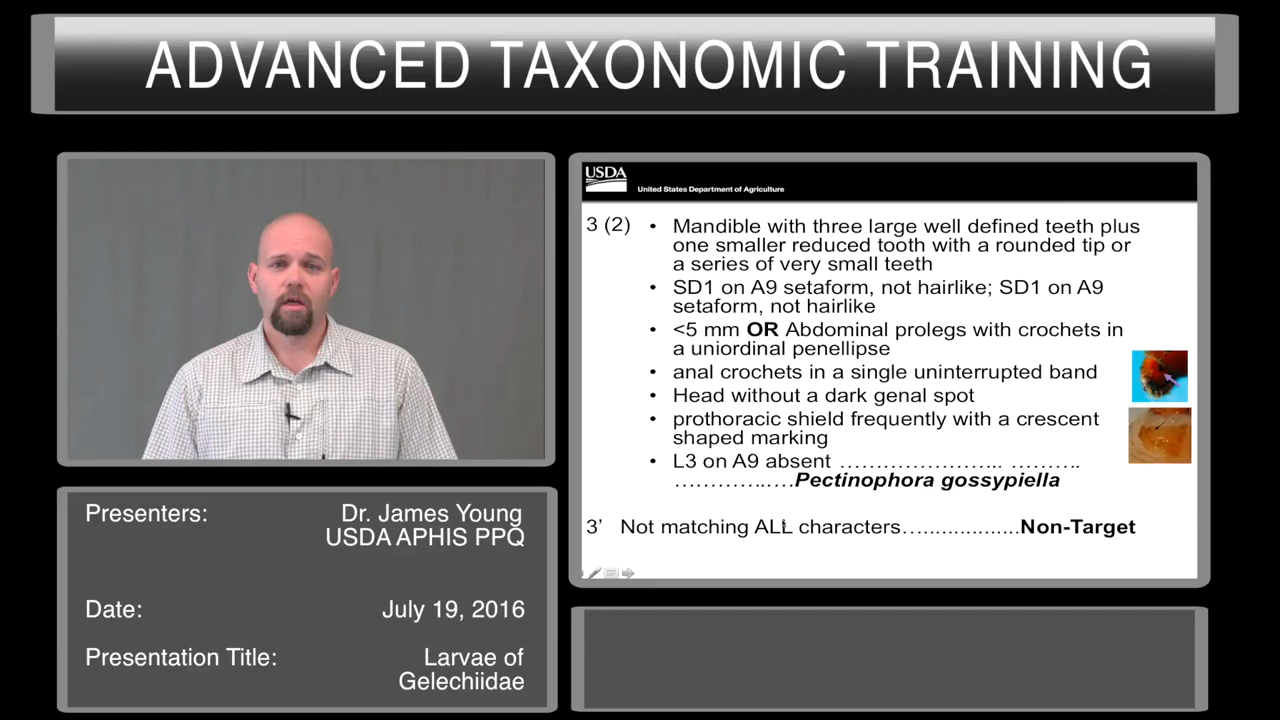 ADVANCED TAXONOMIC TRAINING
USDA
United States Department of Agriculture
3 (2) • Mandible with three large well defined teeth plus
one smaller reduced tooth with a rounded tip or
a series of very small teeth
• SD1 on A9 setaform, not hairlike; SD1 on A9
setaform, not hairlike
• <5 mm OR Abdominal prolegs with crochets in
a uniordinal penellipse
• anal crochets in a single uninterrupted band
• Head without a dark genal spot
• prothoracic shield frequently with a crescent
shaped marking
• L3 on A9 absent …………………….. ……….
……………..…Pectinophora gossypiella
3’ Not matching ALL characters…..................Non-Target
Presenters: Dr. James Young
USDA APHIS PPQ
Date: July 19, 2016
Presentation Title: Larvae of
Gelechiidae